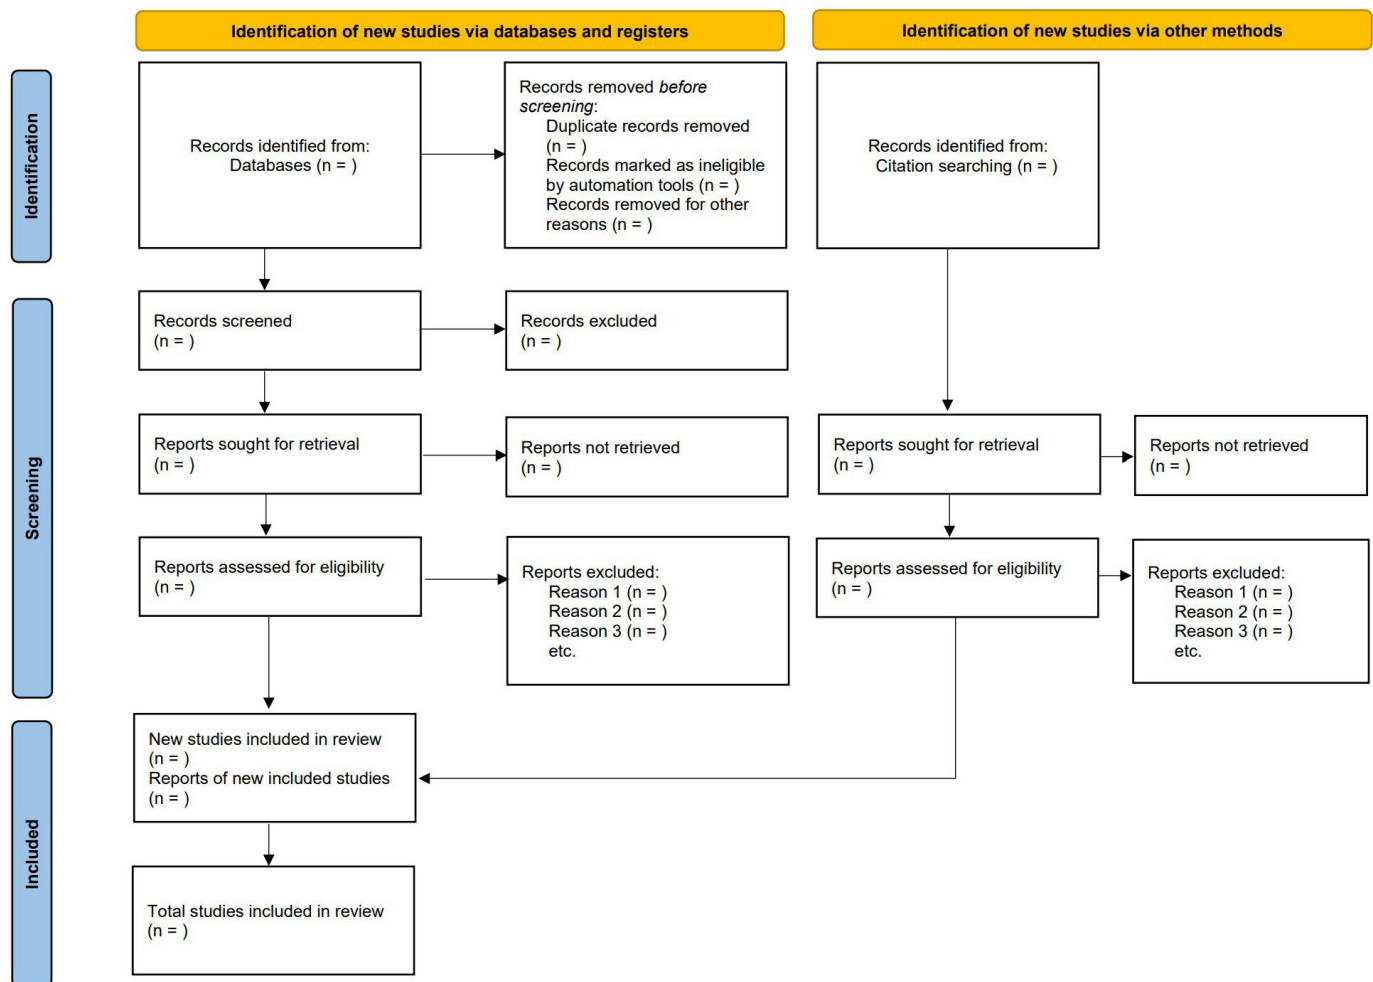 Identification of new studies via databases and registers
Identification of new studies via other methods
Identification
Records identified from:
Databases (n = )
Records removed before
screening:
Duplicate records removed
(n = )
Records marked as ineligible
by automation tools (n = )
Records removed for other
reasons (n = )
Records identified from:
Citation searching (n = )
Screening
Records screened
(n = )
Records excluded
(n = )
Reports sought for retrieval
(n = )
Reports not retrieved
(n = )
Reports sought for retrieval
(n = )
Reports not retrieved
(n = )
Reports assessed for eligibility
(n = )
Reports excluded:
Reason 1 (n = )
Reason 2 (n = )
Reason 3 (n = )
etc.
Reports assessed for eligibility
(n = )
Reports excluded:
Reason 1 (n = )
Reason 2 (n = )
Reason 3 (n = )
etc.
Included
New studies included in review
(n = )
Reports of new included studies
(n = )
Total studies included in review
(n = )